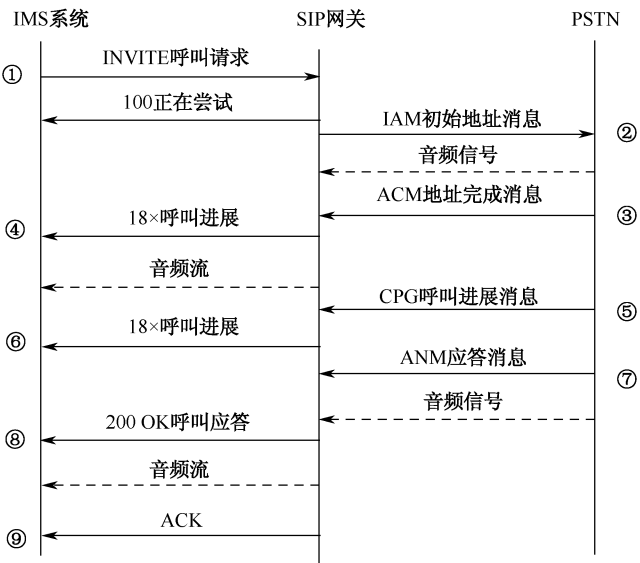 IMS系统 SIP网关 PSTN
INVITE呼叫请求
①
100正在尝试
IAM初始地址消息
②
音频信号
ACM地址完成消息
③
18×呼叫进展
④
音频流
CPG呼叫进展消息
⑤
18×呼叫进展
⑥
ANM应答消息
⑦
音频信号
200 OK呼叫应答
⑧
音频流
ACK
⑨